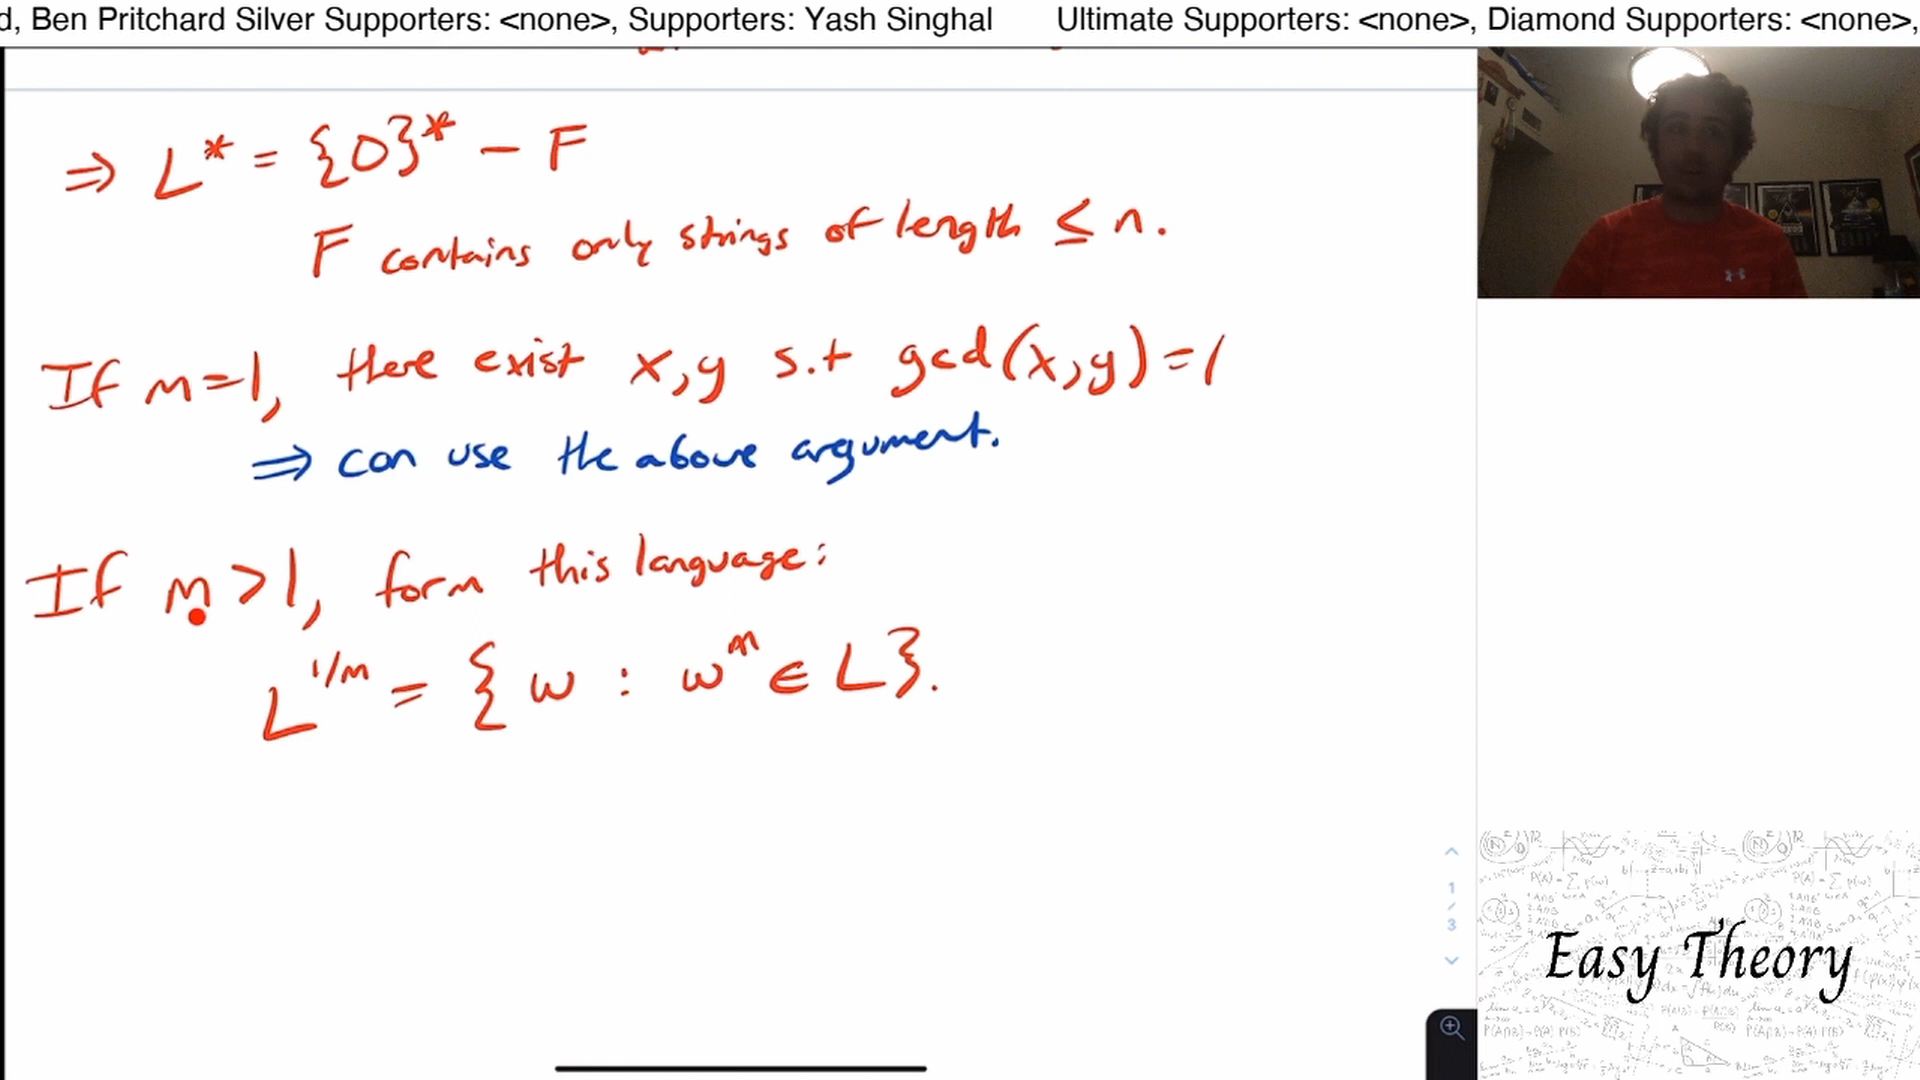 d, Ben Pritchard Silver Supporters: <none>, Supporters: Yash Singhal Ultimate Supporters: <none>, Diamond Supporters: <none>,
⇒ L* = {0}* - F
F contains only strings of length ≤ n.
If m=1, there exist x,y s.t gcd(x,y)=1
⇒ can use the above argument.
If m>1, form this language:
L^1/m = { w : w^m ∈ L}.
1
/
3
Easy Theory